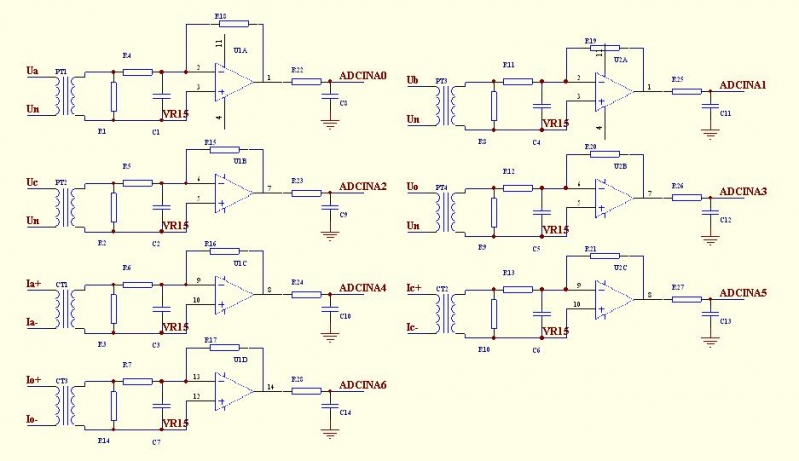 R18
11
U1A
R4
Ua
PT1
2
1
R22
ADCINA0
3
Un
VR15
C8
R1
C1
4
R19
11
U2A
R11
Ub
PT3
2
1
R25
ADCINA1
3
Un
VR15
C11
R8
C4
4
R15
U1B
R5
Uc
PT2
6
7
R23
ADCINA2
5
Un
VR15
C9
R2
C2
R20
U2B
R12
Uo
PT4
6
7
R26
ADCINA3
5
Un
VR15
C12
R9
C5
R16
U1C
R6
Ia+
CT1
9
8
R24
ADCINA4
10
Ia-
VR15
C10
R3
C3
R21
U2C
R13
Ic+
CT2
9
8
R27
ADCINA5
10
Ic-
VR15
C13
R10
C6
R17
U1D
R7
Io+
CT3
13
14
R28
ADCINA6
12
Io-
VR15
C14
R14
C7